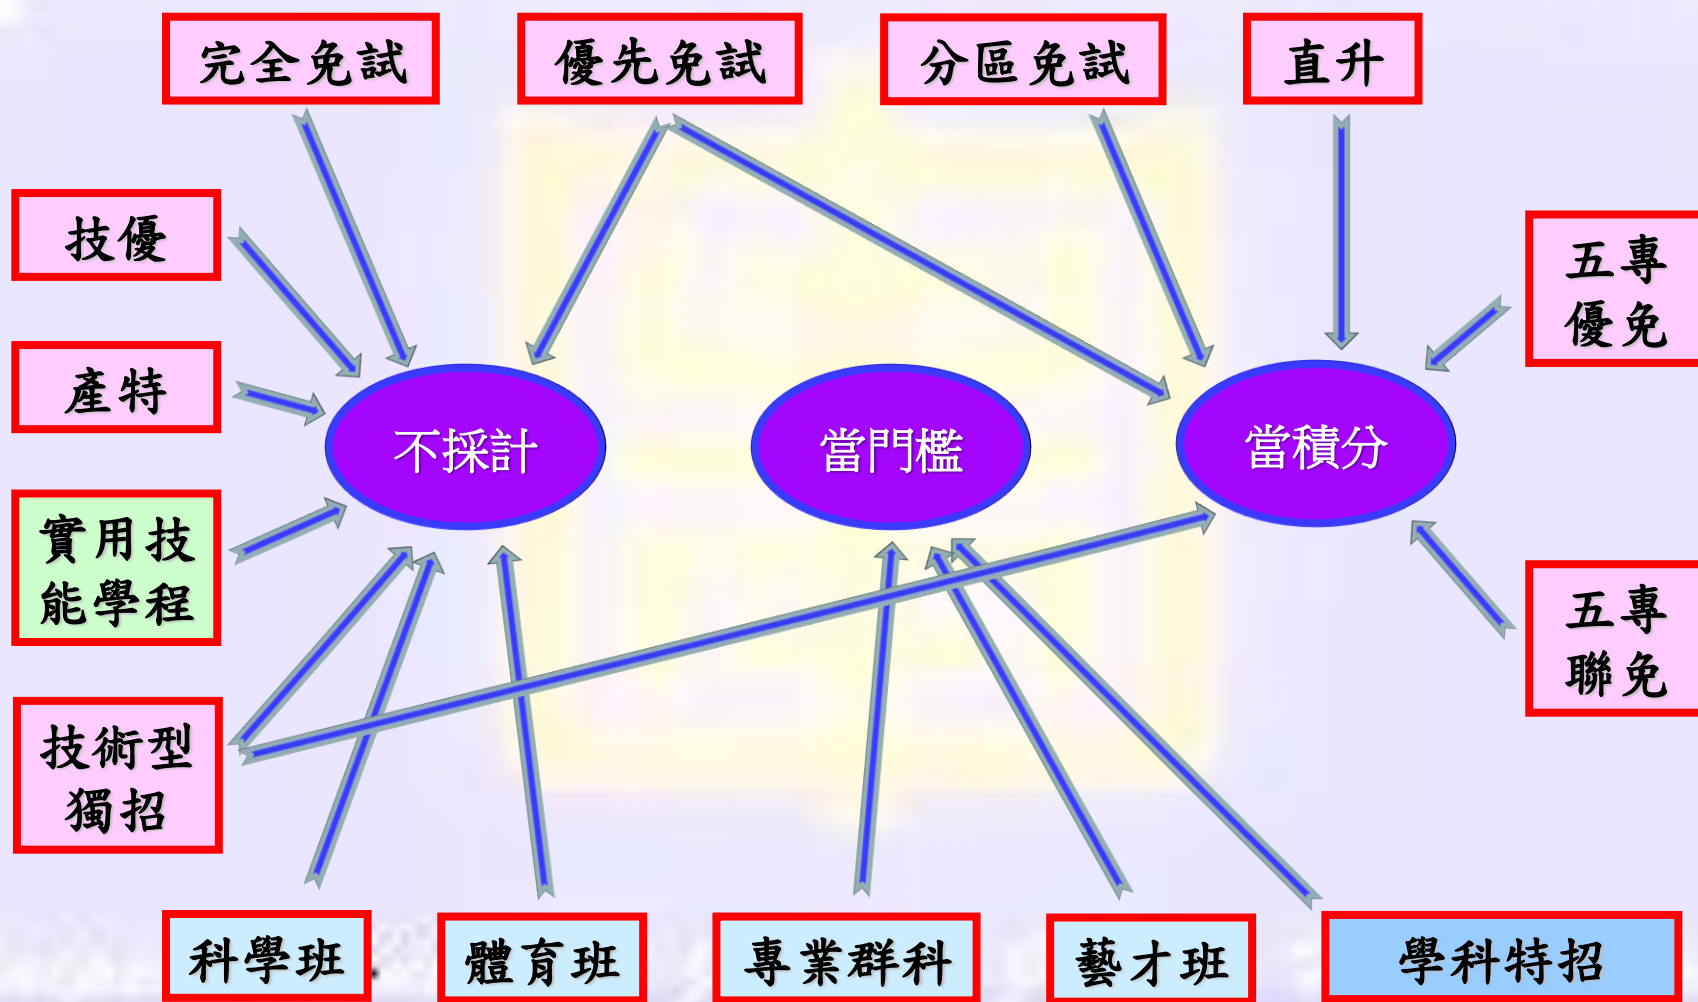 完全免試
優先免試
分區免試
直升
技優
五專
優免
產特
不採計
當門檻
當積分
實用技
能學程
五專
聯免
技術型
獨招
科學班
體育班
專業群科
藝才班
學科特招